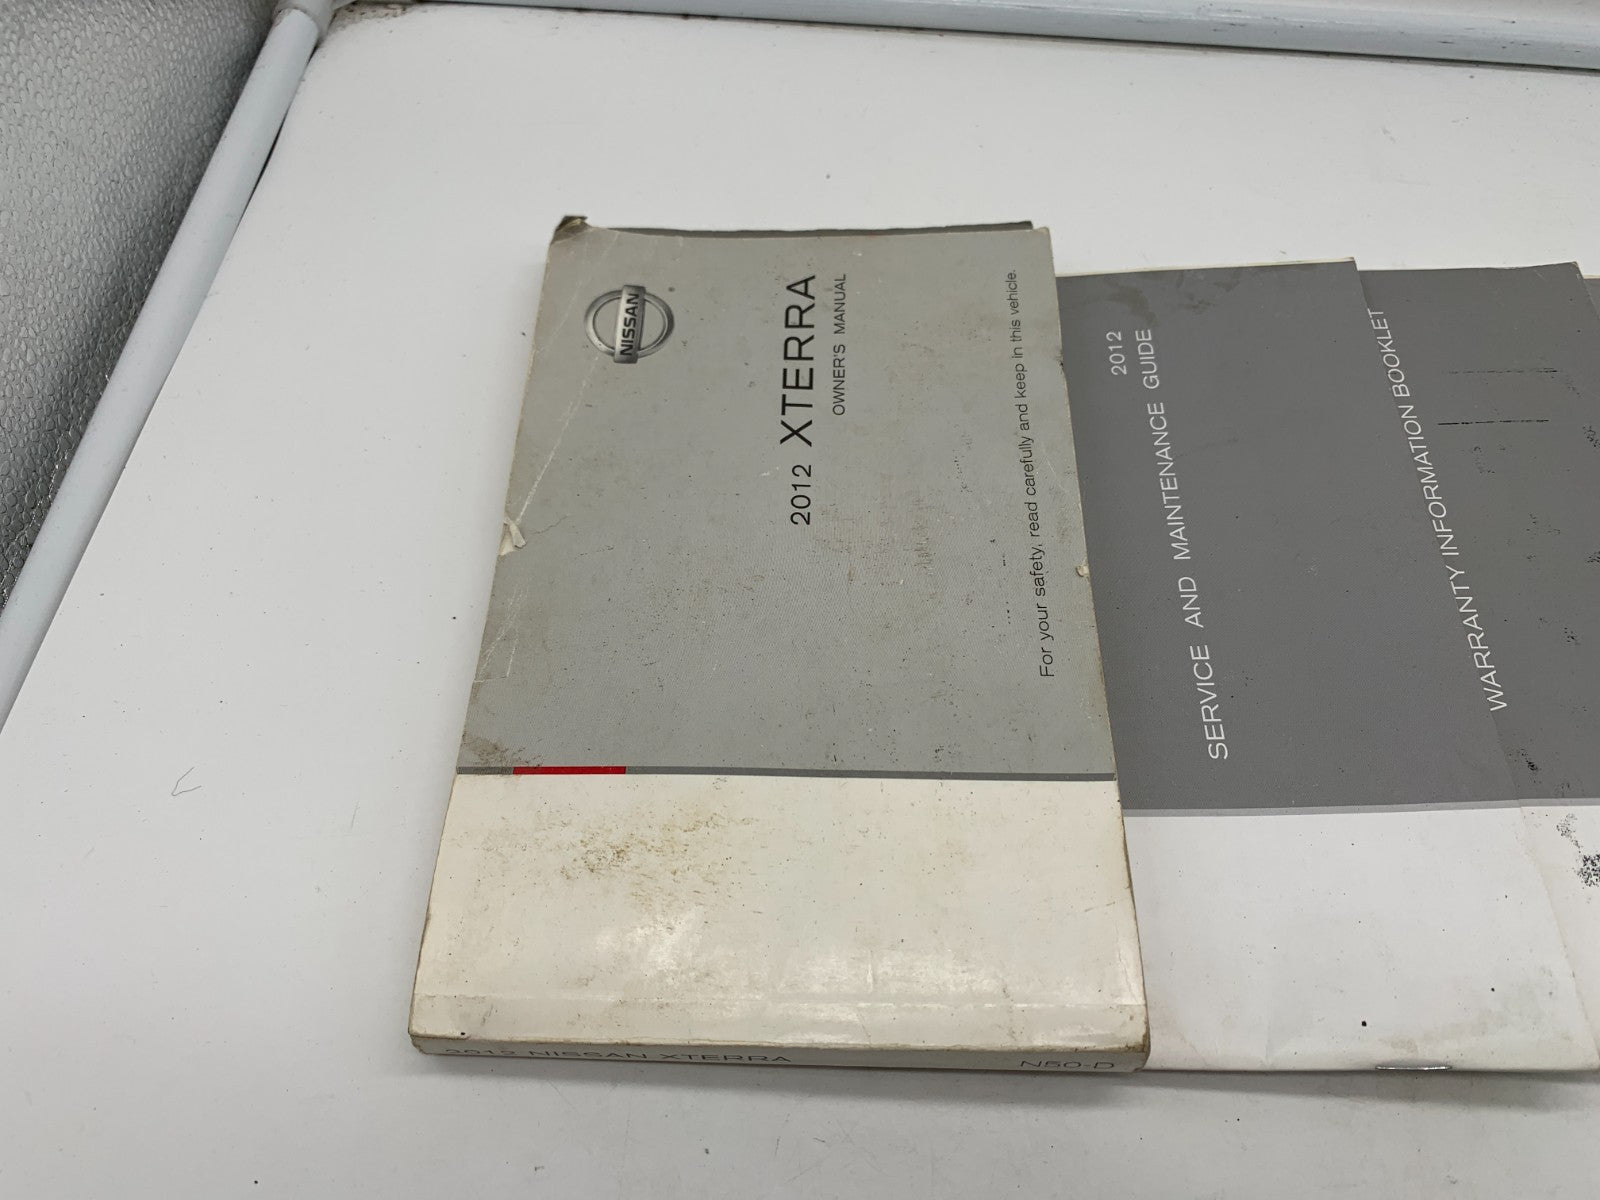 NISSAN
2012 XTERRA
OWNER'S MANUAL
For your safety, read carefully and keep in this vehicle.
2012 NISSAN XTERRA
N50-D
2012
SERVICE AND MAINTENANCE GUIDE
WARRANTY INFORMATION BOOKLET